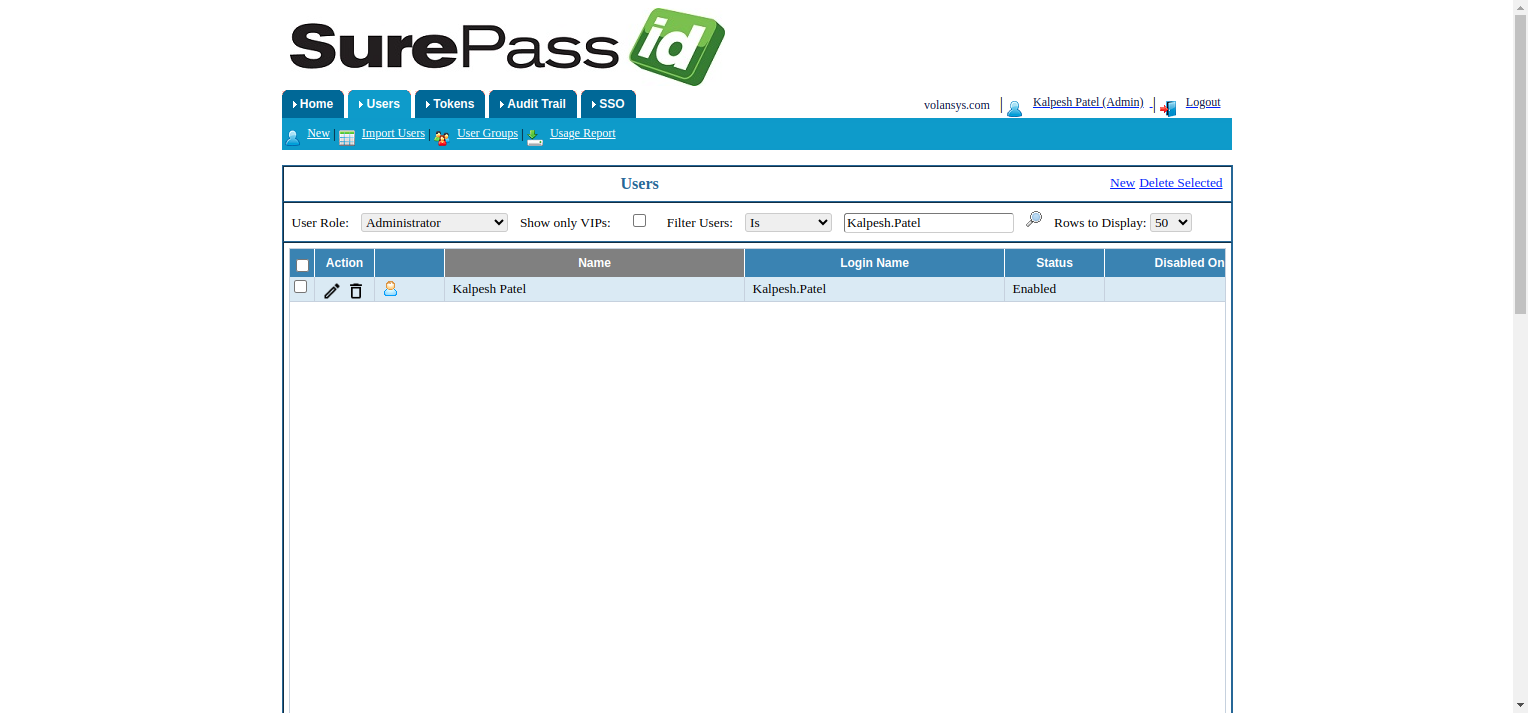 SurePass id
Home Users Tokens Audit Trail SSO
volansys.com | Kalpesh Patel (Admin) | Logout
New | Import Users | User Groups | Usage Report
Users New Delete Selected
User Role: Administrator Show only VIPs: Filter Users: Is Kalpesh.Patel Rows to Display: 50
Action Name Login Name Status Disabled On
Kalpesh Patel Kalpesh.Patel Enabled